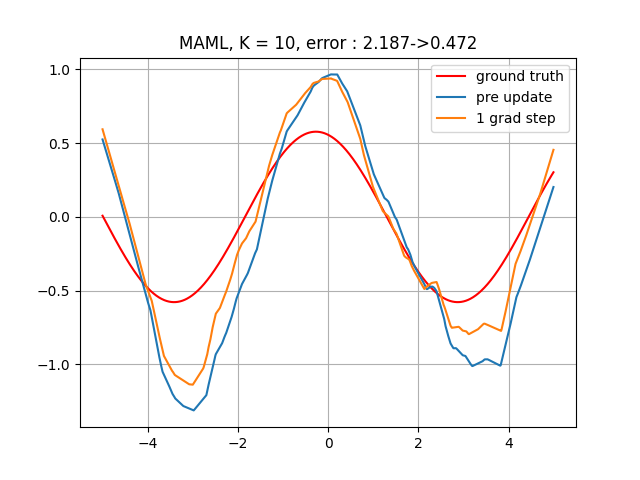 MAML, K = 10, error : 2.187->0.472
ground truth
pre update
1 grad step
1.0
0.5
0.0
−0.5
−1.0
−4
−2
0
2
4